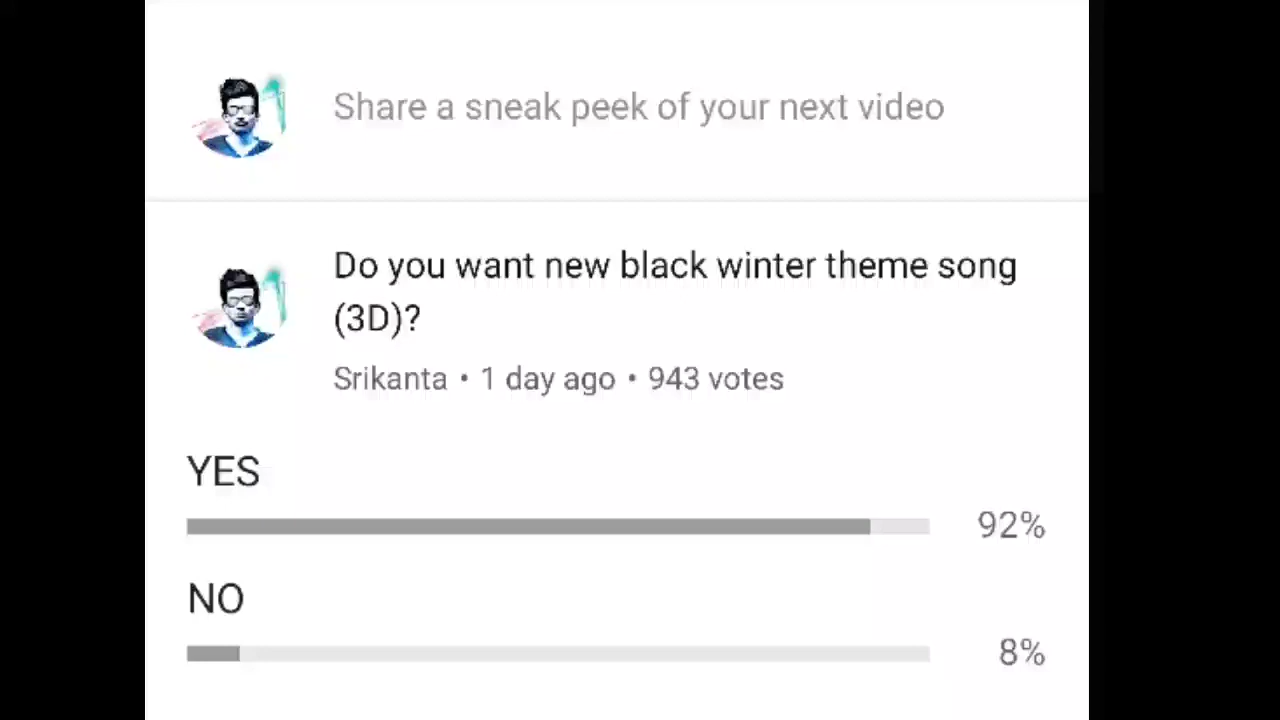 Share a sneak peek of your next video
Do you want new black winter theme song
(3D)?
Srikanta • 1 day ago • 943 votes
YES
92%
NO
8%